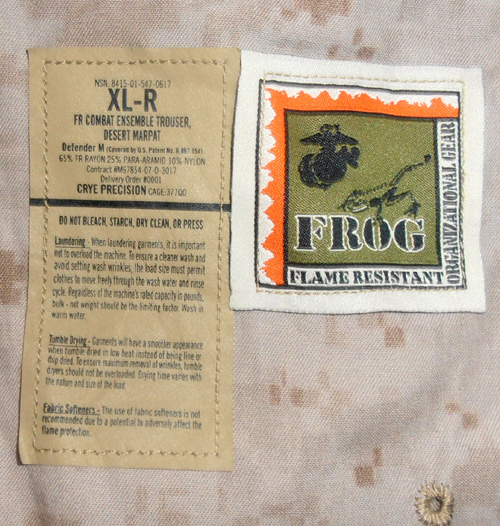 NSN: 8415-01-547-0617
XL-R
FR COMBAT ENSEMBLE TROUSER,
DESERT MARPAT
Defender M (Covered by U.S. Patent No. 6,867,154)
65% FR RAYON 25% PARA-ARAMID 10% NYLON
Contract #M67854-07-D-3017
Delivery Order #0001
CRYE PRECISION CAGE:377G0
DO NOT BLEACH, STARCH, DRY CLEAN, OR PRESS
Laundering - When laundering garments, it is important
not to overload the machine. To ensure a cleaner wash and
avoid setting wash wrinkles, the load size must permit
clothes to move freely through the wash water and rinse
cycle. Regardless of the machine's rated capacity in pounds,
bulk - not weight should be the limiting factor. Wash in
warm water.
Tumble Drying - Garments will have a smoother appearance
when tumble dried in low heat instead of being line or
drip dried. To ensure maximum removal of wrinkles, tumble
dryers should not be overloaded. Drying time varies with
the nature and size of the load.
Fabric Softeners - The use of fabric softeners is not
recommended due to a potential to adversely affect the
flame protection.
FROG
FLAME RESISTANT
ORGANIZATIONAL GEAR